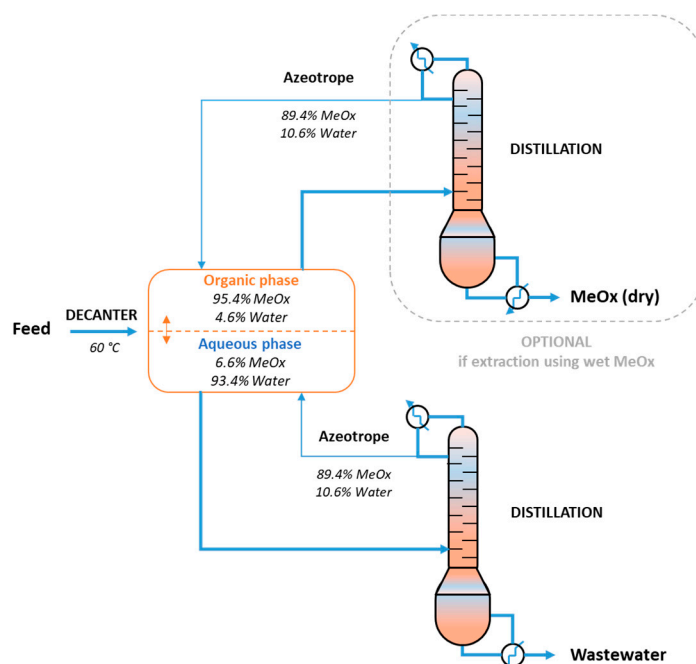 Azeotrope
89.4% MeOx
10.6% Water
DISTILLATION
Organic phase
95.4% MeOx
4.6% Water
MeOx (dry)
DECANTER
Feed
60 °C
Aqueous phase
6.6% MeOx
93.4% Water
OPTIONAL
if extraction using wet MeOx
Azeotrope
89.4% MeOx
10.6% Water
DISTILLATION
Wastewater